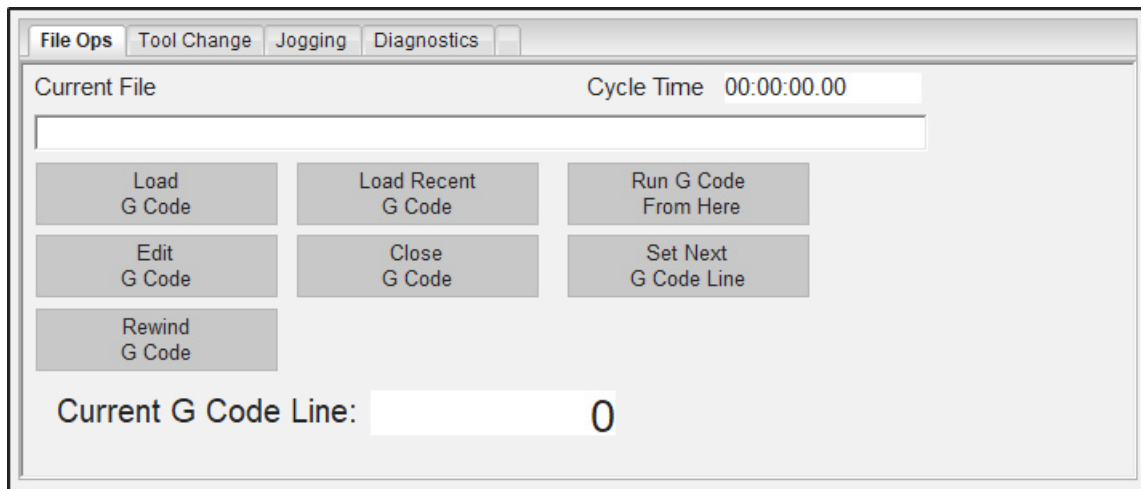 File Ops Tool Change Jogging Diagnostics
Current File Cycle Time 00:00:00.00
Load G Code
Load Recent G Code
Run G Code From Here
Edit G Code
Close G Code
Set Next G Code Line
Rewind G Code
Current G Code Line: 0